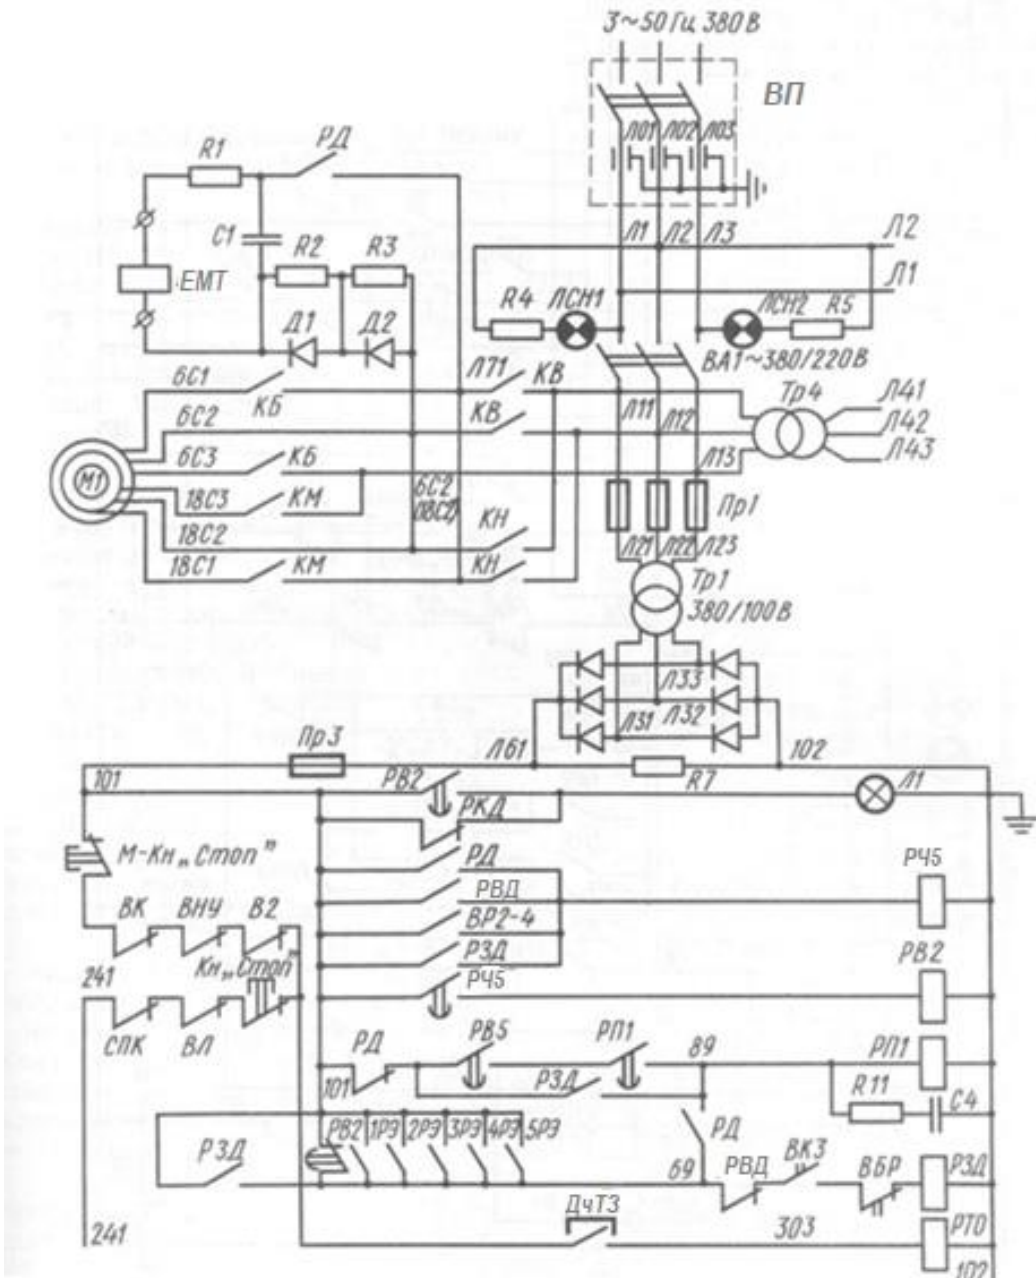 3~50 Гц 380 В
ВП
Л01 Л02 Л03
R1
РД
Л1 Л2 Л3
Л2
C1
R2 R3
Л1
ЕМТ
R4 ЛСН1
ЛСН2 R5
Д1 Д2
ВА1 ~380/220В
6С1
КБ
Л71
КВ
Тр4
Л41
6С2
КВ
Л11
Л12
Л42
М1
6С3
КБ
Л13
Л43
18С3
КМ
6С2
Пр1
18С2
КН
Л21 Л22 Л23
18С1
КМ
КН
Тр1
380/100 В
Л33
Л31
Л32
Пр3
Л61
102
101
РВ2
R7
Л1
РКД
М-Кн„Стоп”
РД
РЧ5
РВД
ВК ВНУ В2
ВР2-4
Кн„Стоп”
РЗД
РВ2
241
РЧ5
СПК ВЛ
РД
РВ5
РП1
89
РП1
101
РЗД
R11
C4
РВ2 1РЭ 2РЭ 3РЭ 4РЭ 5РЭ
РД
РЗД
69
РВД
ВК3
ВБР
РЗД
ДчТЗ
241
303
РТО
102